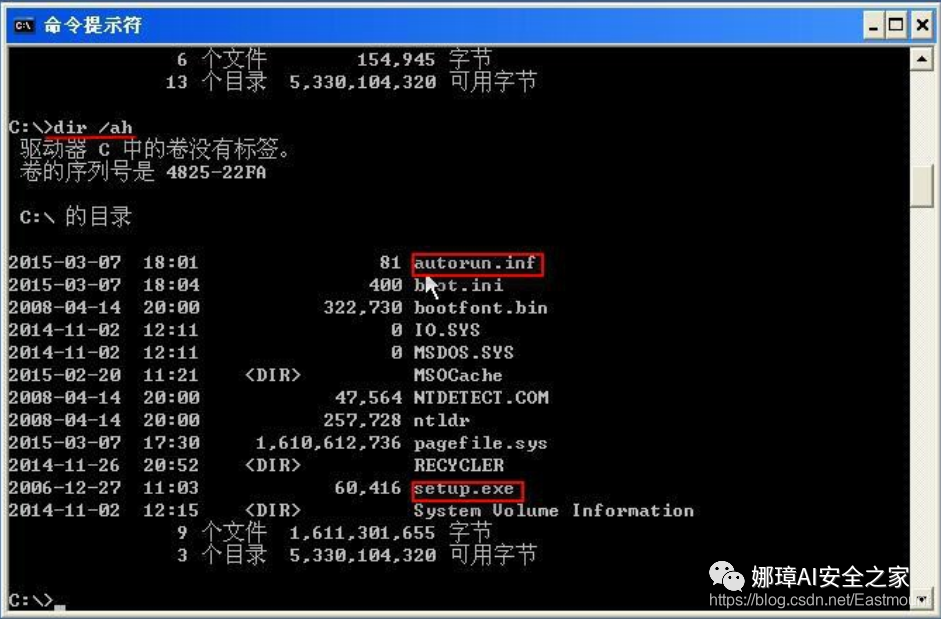 命令提示符
6 个文件 154,945 字节
13 个目录 5,330,104,320 可用字节
C:\>dir /ah
驱动器 C 中的卷没有标签。
卷的序列号是 4825-22FA
C:\ 的目录
2015-03-07 18:01 81 autorun.inf
2015-03-07 18:04 400 boot.ini
2008-04-14 20:00 322,730 bootfont.bin
2014-11-02 12:11 0 IO.SYS
2014-11-02 12:11 0 MSDOS.SYS
2015-02-20 11:21 <DIR> MSOCache
2008-04-14 20:00 47,564 NTDETECT.COM
2008-04-14 20:00 257,728 ntldr
2015-03-07 17:30 1,610,612,736 pagefile.sys
2014-11-26 20:52 <DIR> RECYCLER
2006-12-27 11:03 60,416 setup.exe
2014-11-02 12:15 <DIR> System Volume Information
9 个文件 1,611,301,655 字节
3 个目录 5,330,104,320 可用字节
C:\>
娜璋AI安全之家
https://blog.csdn.net/Eastmount